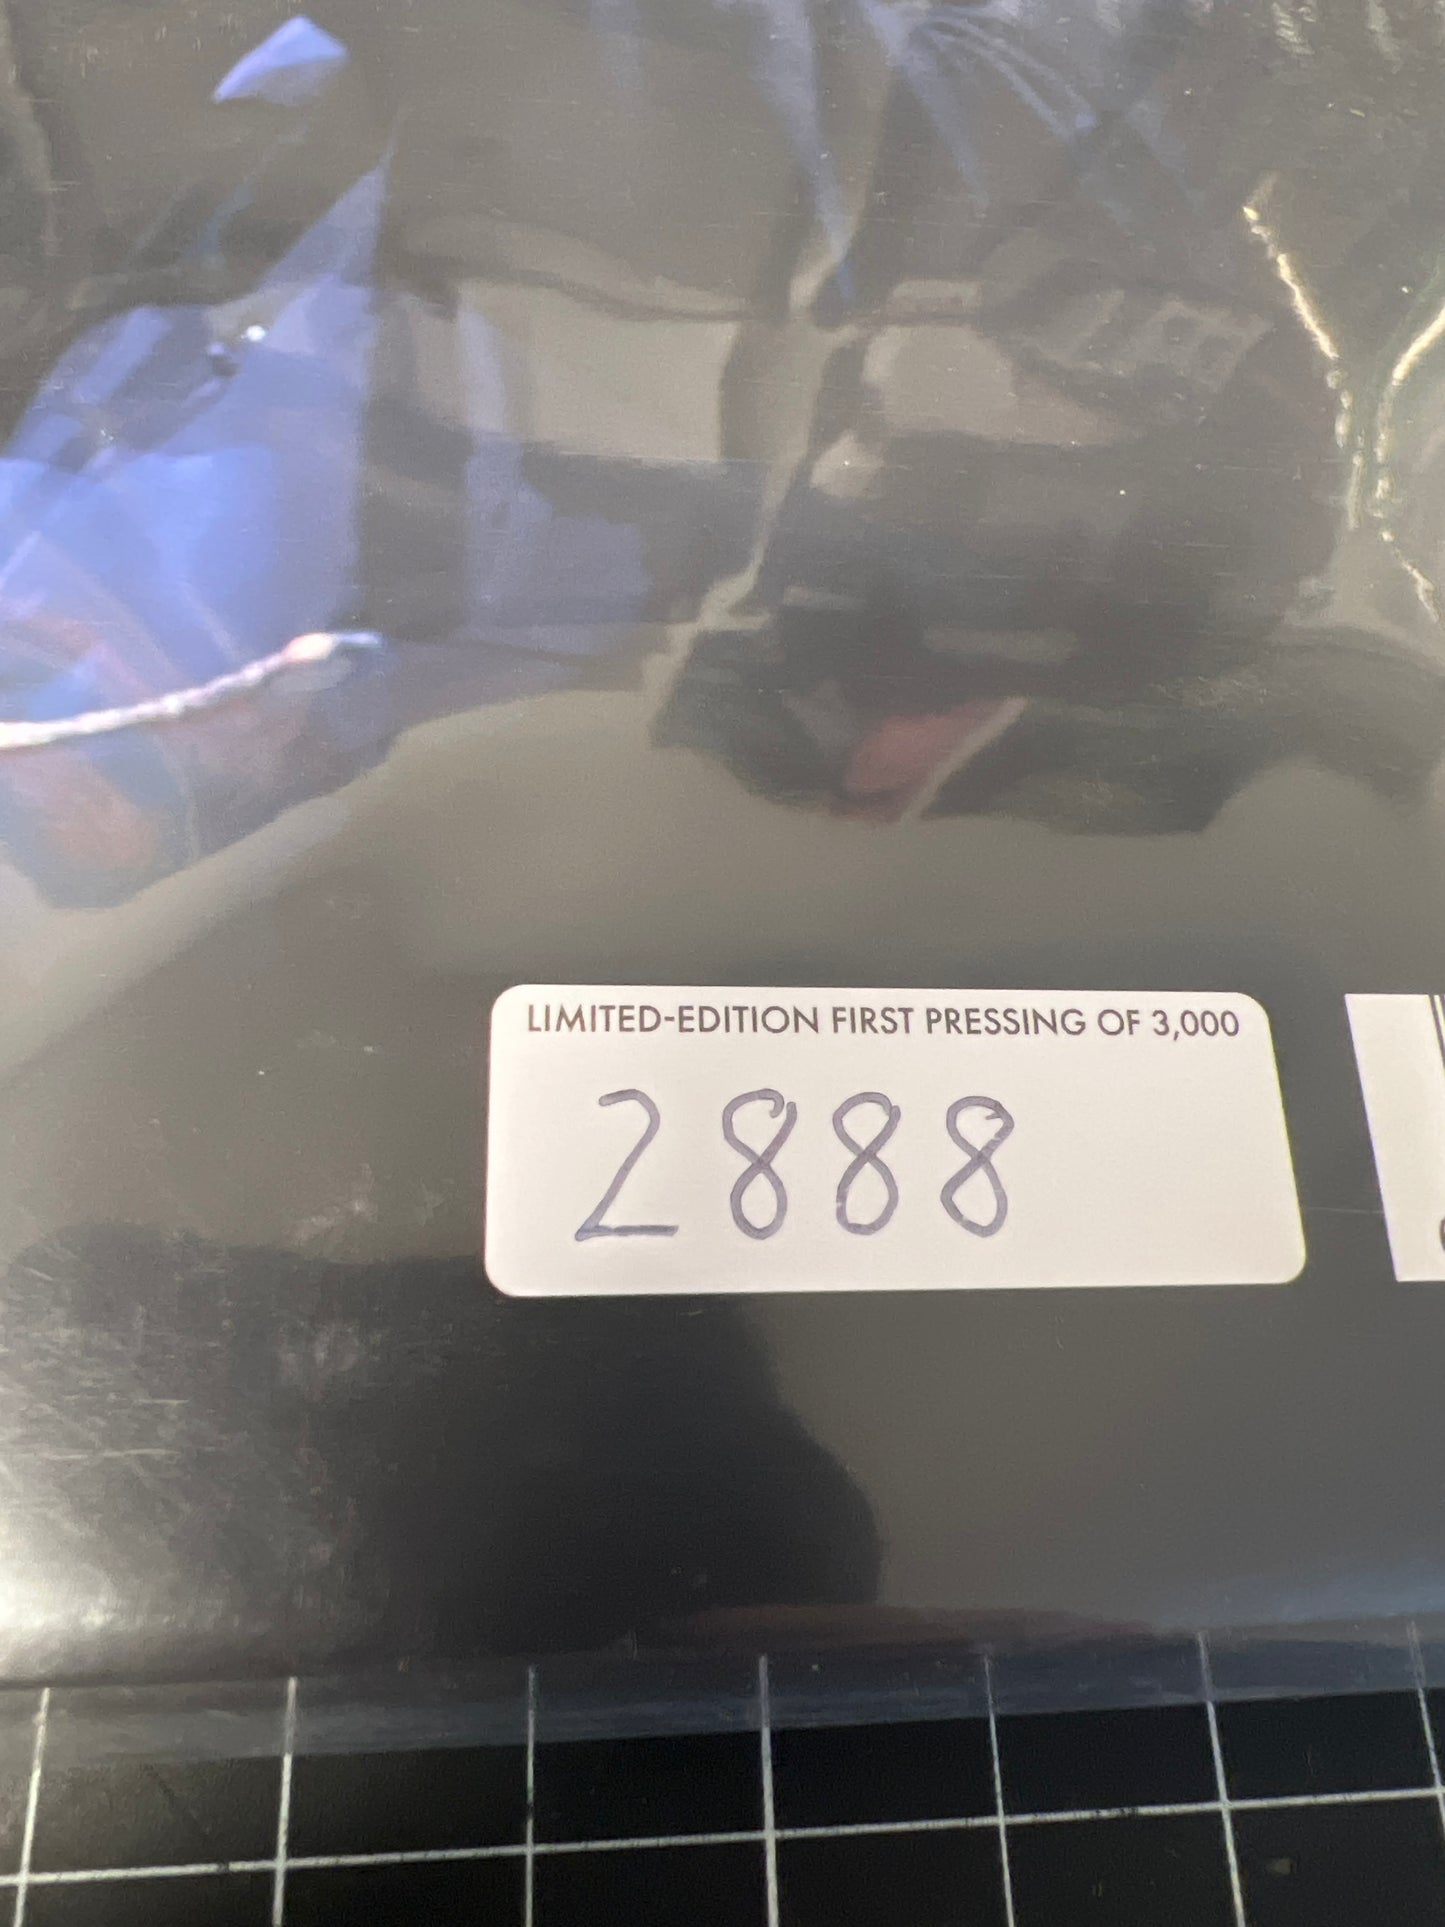 LIMITED-EDITION FIRST PRESSING OF 3,000
2888